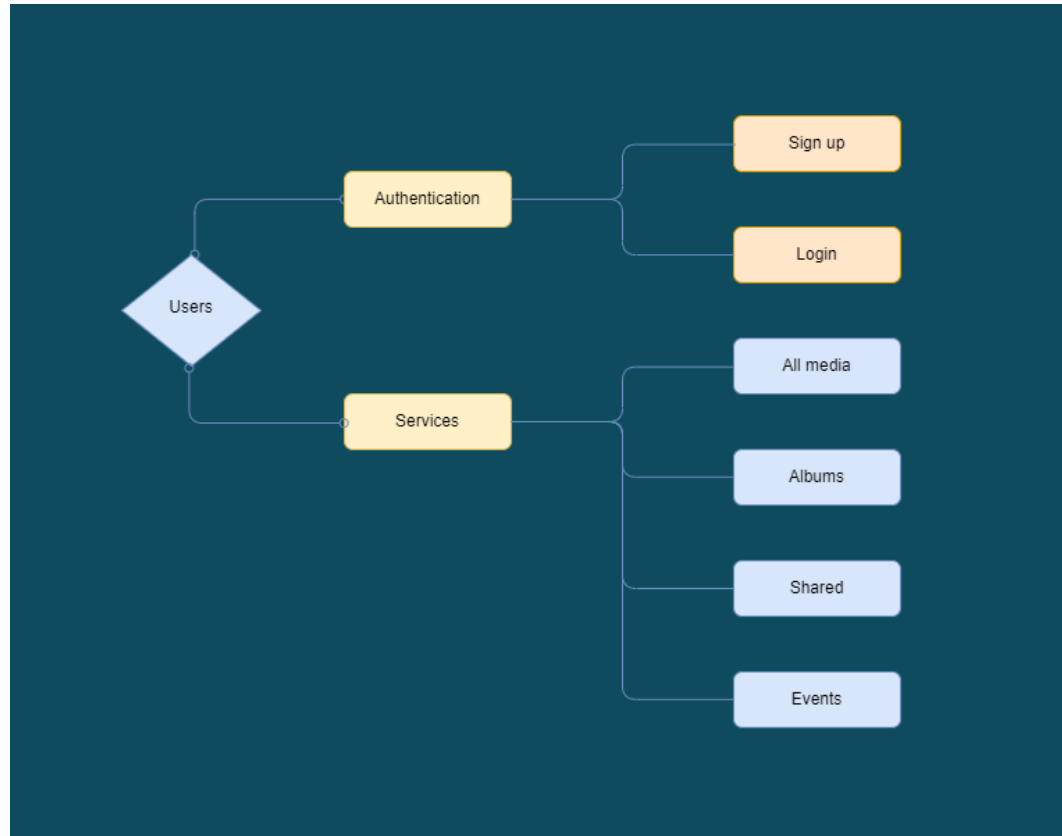 Sign up
Authentication
Login
Users
All media
Services
Albums
Shared
Events